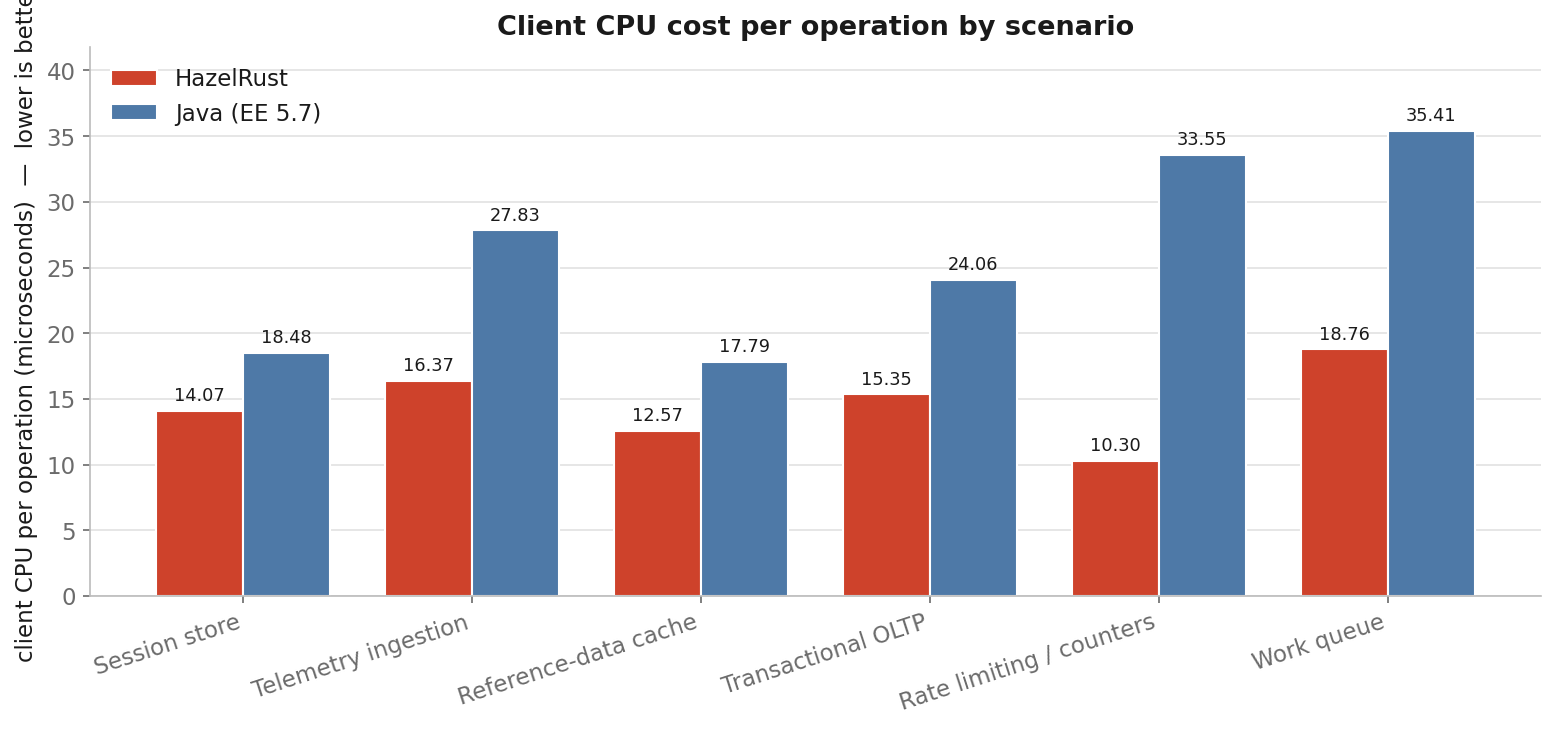 Client CPU cost per operation by scenario
client CPU per operation (microseconds) — lower is bette
40
35
30
25
20
15
10
5
0
HazelRust
Java (EE 5.7)
14.07
18.48
16.37
27.83
12.57
17.79
15.35
24.06
10.30
33.55
18.76
35.41
Session store
Telemetry ingestion
Reference-data cache
Transactional OLTP
Rate limiting / counters
Work queue